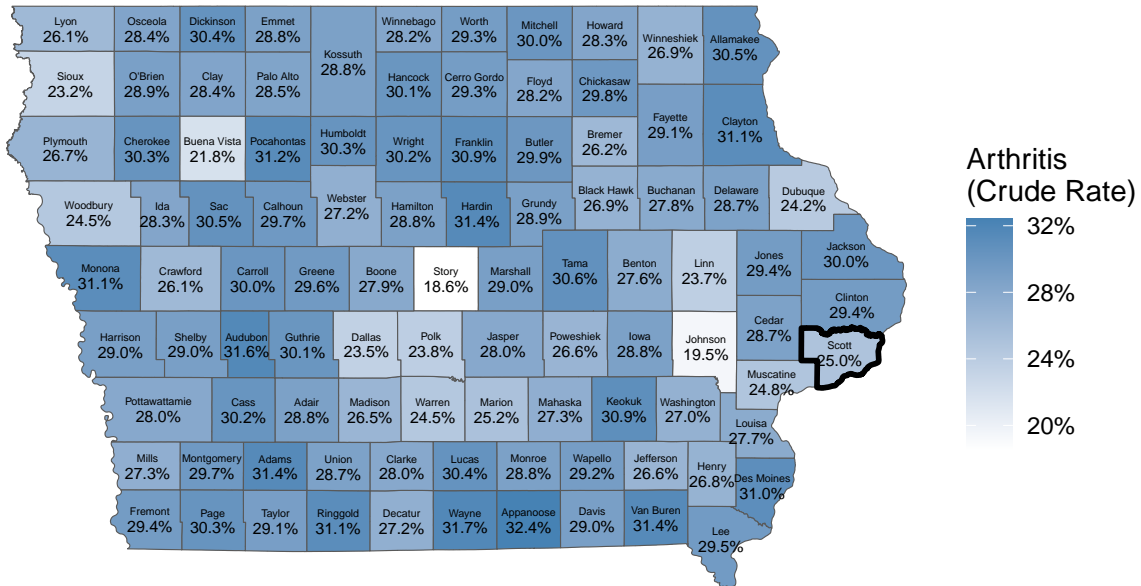 Lyon
26.1%
Osceola
28.4%
Dickinson
30.4%
Emmet
28.8%
Winnebago
28.2%
Worth
29.3%
Mitchell
30.0%
Howard
28.3%
Winneshiek
26.9%
Allamakee
30.5%
Kossuth
28.8%
Sioux
23.2%
O'Brien
28.9%
Clay
28.4%
Palo Alto
28.5%
Hancock
30.1%
Cerro Gordo
29.3%
Floyd
28.2%
Chickasaw
29.8%
Fayette
29.1%
Clayton
31.1%
Plymouth
26.7%
Cherokee
30.3%
Buena Vista
21.8%
Pocahontas
31.2%
Humboldt
30.3%
Wright
30.2%
Franklin
30.9%
Butler
29.9%
Bremer
26.2%
Woodbury
24.5%
Ida
28.3%
Sac
30.5%
Calhoun
29.7%
Webster
27.2%
Hamilton
28.8%
Hardin
31.4%
Grundy
28.9%
Black Hawk
26.9%
Buchanan
27.8%
Delaware
28.7%
Dubuque
24.2%
Monona
31.1%
Crawford
26.1%
Carroll
30.0%
Greene
29.6%
Boone
27.9%
Story
18.6%
Marshall
29.0%
Tama
30.6%
Benton
27.6%
Linn
23.7%
Jones
29.4%
Jackson
30.0%
Clinton
29.4%
Harrison
29.0%
Shelby
29.0%
Audubon
31.6%
Guthrie
30.1%
Dallas
23.5%
Polk
23.8%
Jasper
28.0%
Poweshiek
26.6%
Iowa
28.8%
Johnson
19.5%
Cedar
28.7%
Scott
25.0%
Muscatine
24.8%
Pottawattamie
28.0%
Cass
30.2%
Adair
28.8%
Madison
26.5%
Warren
24.5%
Marion
25.2%
Mahaska
27.3%
Keokuk
30.9%
Washington
27.0%
Louisa
27.7%
Mills
27.3%
Montgomery
29.7%
Adams
31.4%
Union
28.7%
Clarke
28.0%
Lucas
30.4%
Monroe
28.8%
Wapello
29.2%
Jefferson
26.6%
Henry
26.8%
Des Moines
31.0%
Fremont
29.4%
Page
30.3%
Taylor
29.1%
Ringgold
31.1%
Decatur
27.2%
Wayne
31.7%
Appanoose
32.4%
Davis
29.0%
Van Buren
31.4%
Lee
29.5%
Arthritis
(Crude Rate)
32%
28%
24%
20%